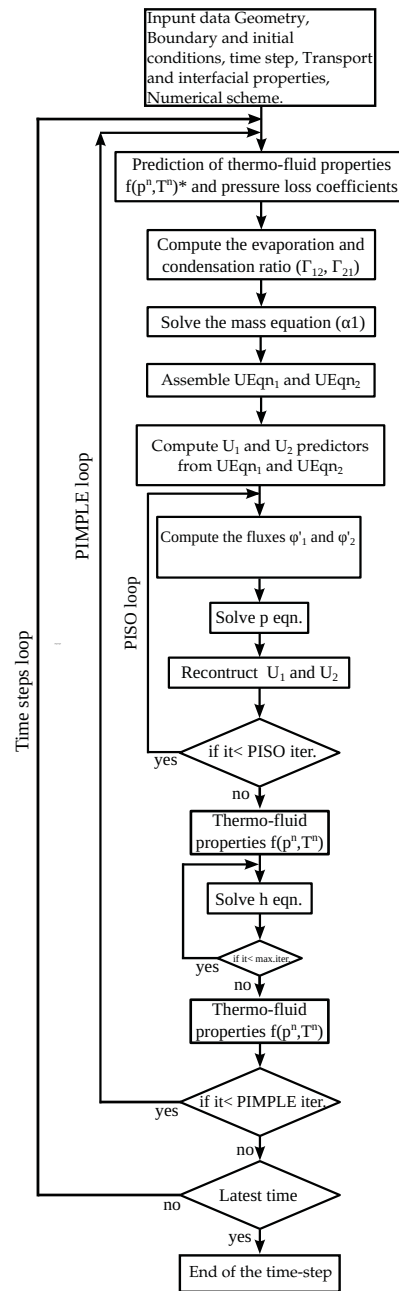 Inpunt data Geometry,
Boundary and initial
conditions, time step, Transport
and interfacial properties,
Numerical scheme.
Prediction of thermo-fluid properties
f(pⁿ,Tⁿ)* and pressure loss coefficients
Compute the evaporation and
condensation ratio (Γ₁₂, Γ₂₁)
Solve the mass equation (α1)
Assemble UEqn₁ and UEqn₂
Compute U₁ and U₂ predictors
from UEqn₁ and UEqn₂
Compute the fluxes φ'₁ and φ'₂
Solve p eqn.
Recontruct U₁ and U₂
if it< PISO iter.
yes
no
Thermo-fluid
properties f(pⁿ,Tⁿ)
Solve h eqn.
if it< max.iter.
yes
no
Thermo-fluid
properties f(pⁿ,Tⁿ)
if it< PIMPLE iter.
yes
no
Latest time
no
yes
End of the time-step
PISO loop
PIMPLE loop
Time steps loop